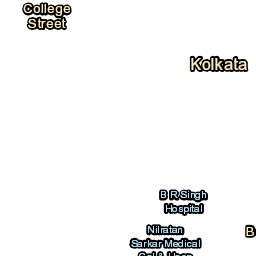 College
Street
Kolkata
B R Singh
Hospital
Nilratan
Sarkar Medical
B